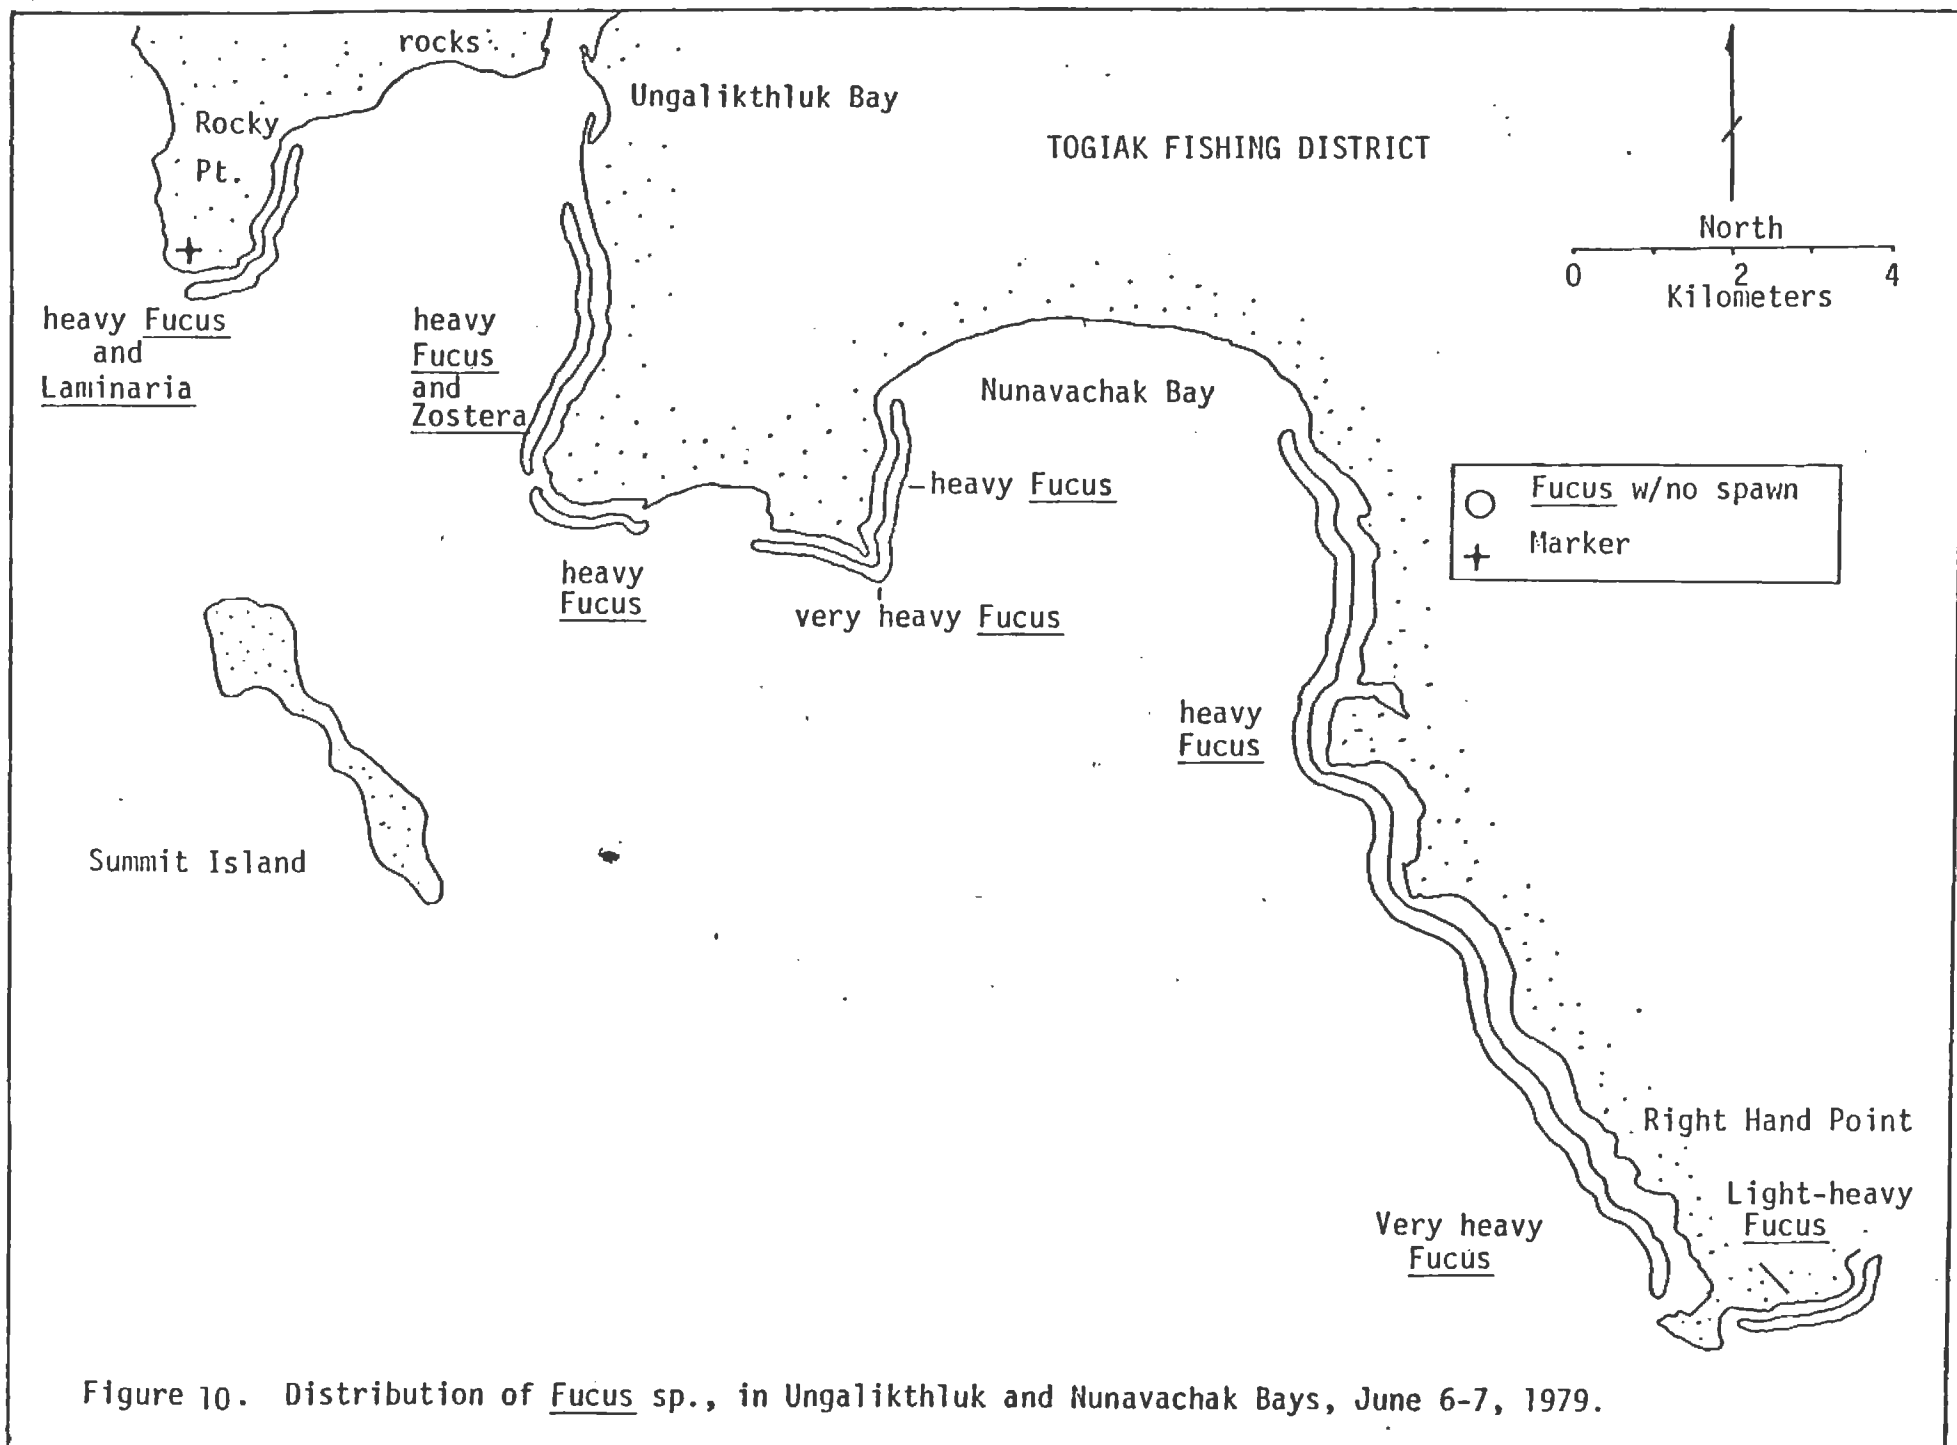 rocks
Ungalikthluk Bay
Rocky
Pt.
TOGIAK FISHING DISTRICT
North
0 2 4
Kilometers
heavy Fucus
and
Laminaria
heavy
Fucus
and
Zostera
Nunavachak Bay
heavy Fucus
Fucus w/no spawn
Marker
heavy
Fucus
very heavy Fucus
heavy
Fucus
Summit Island
Right Hand Point
Light-heavy
Fucus
Very heavy
Fucus
Figure 10. Distribution of Fucus sp., in Ungalikthluk and Nunavachak Bays, June 6-7, 1979.